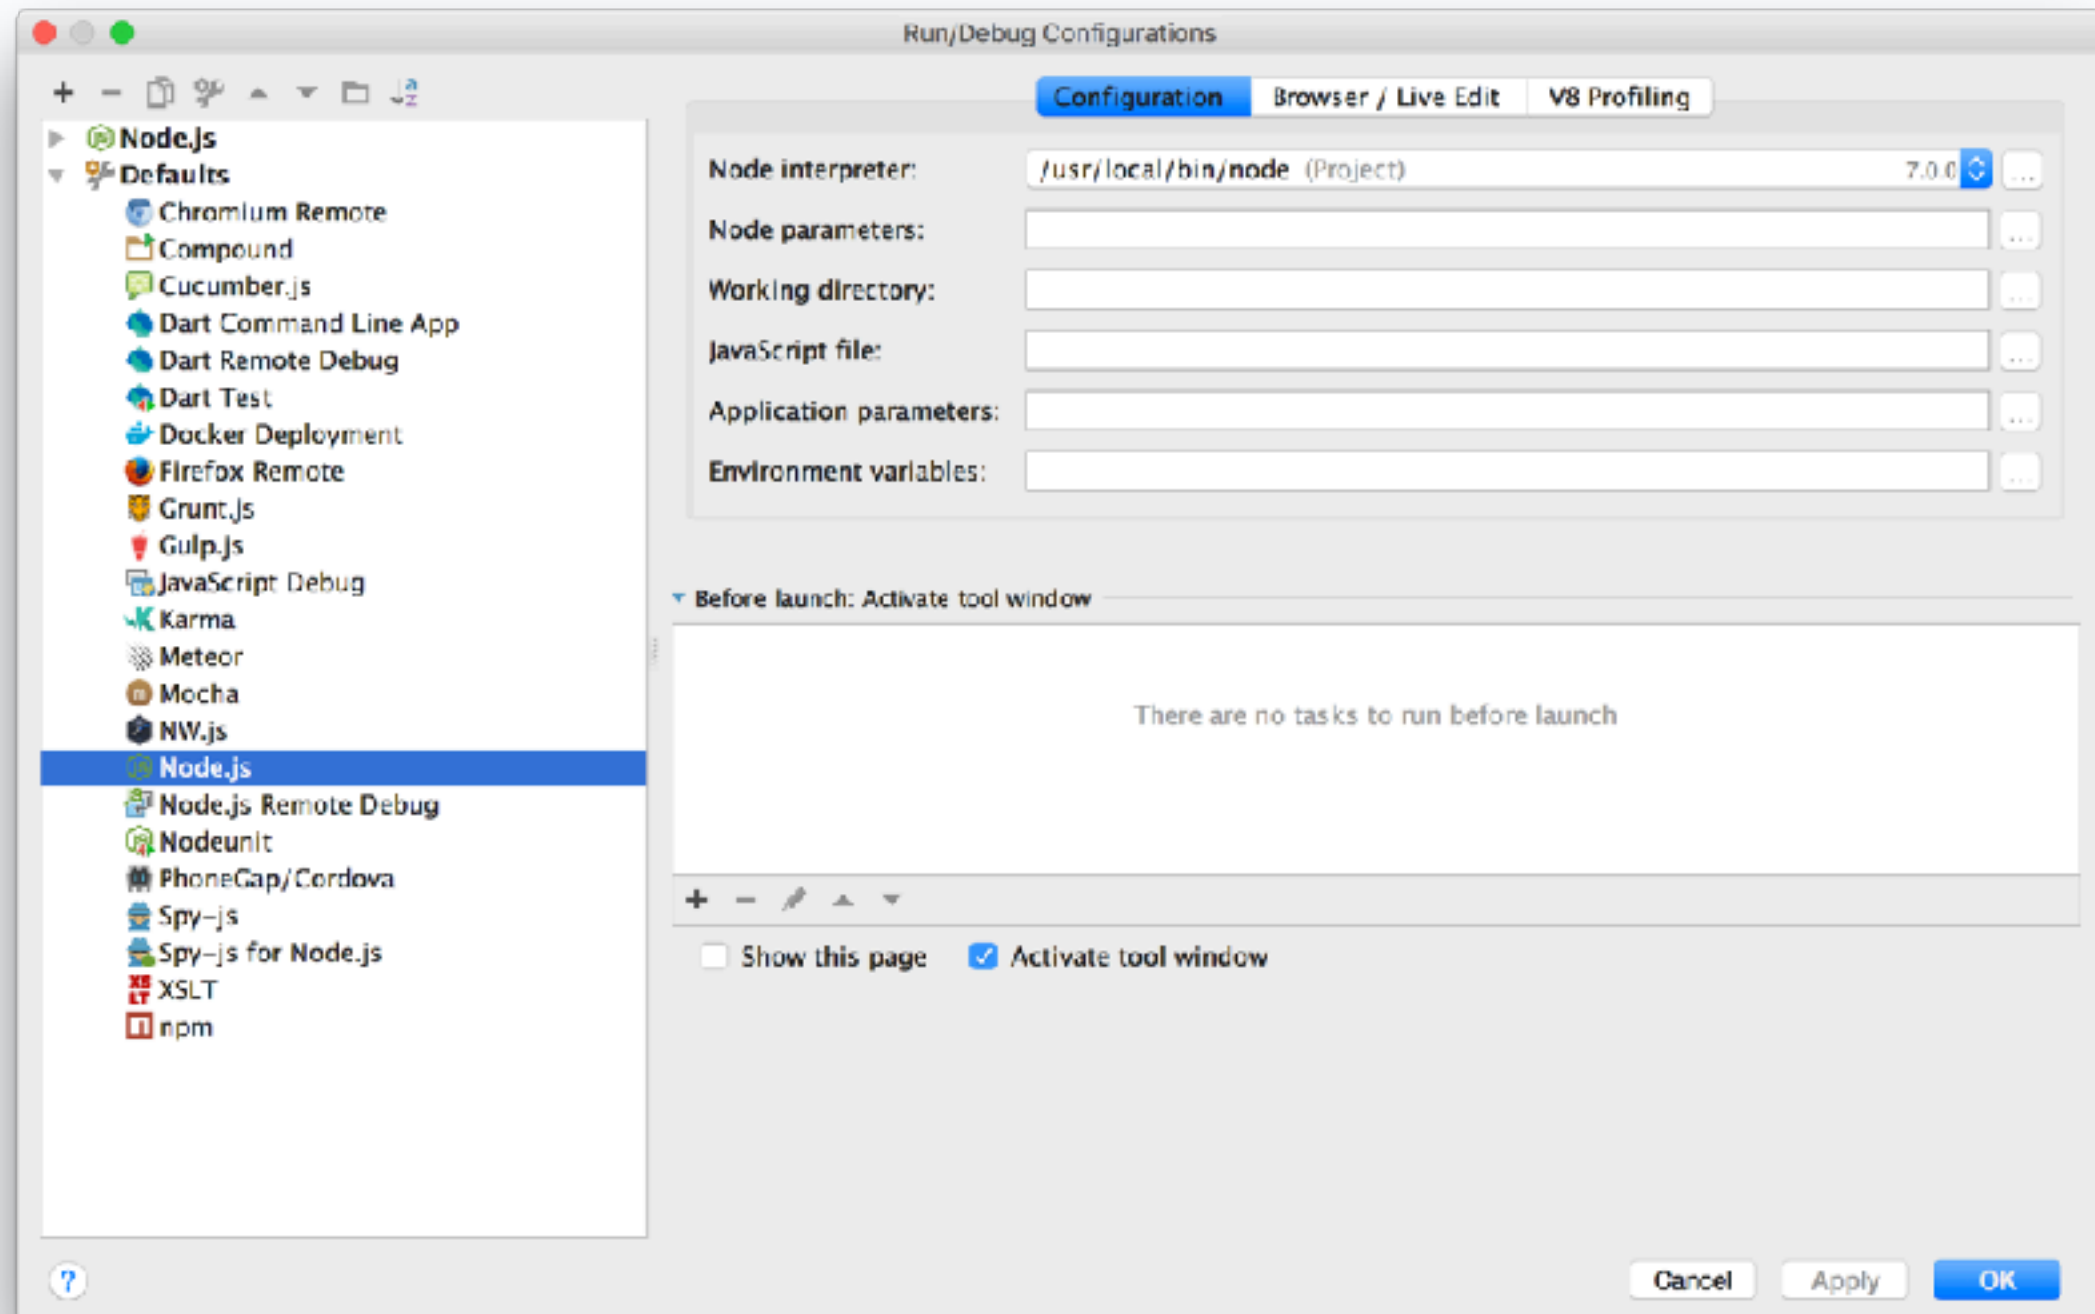 Run/Debug Configurations
Node.js
Defaults
Chromium Remote
Compound
Cucumber.js
Dart Command Line App
Dart Remote Debug
Dart Test
Docker Deployment
Firefox Remote
Grunt.js
Gulp.js
JavaScript Debug
Karma
Meteor
Mocha
NW.js
Node.js
Node.js Remote Debug
Nodeunit
PhoneGap/Cordova
Spy-js
Spy-js for Node.js
XSLT
npm
Configuration Browser / Live Edit V8 Profiling
Node interpreter: /usr/local/bin/node (Project) 7.0.0 ...
Node parameters: ...
Working directory: ...
JavaScript file: ...
Application parameters: ...
Environment variables: ...
Before launch: Activate tool window
There are no tasks to run before launch
Show this page Activate tool window
? Cancel Apply OK